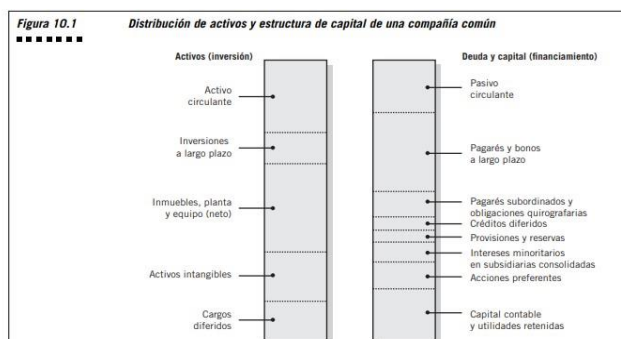 Figura 10.1
Distribución de activos y estructura de capital de una compañía común
Activos (inversión)
Activo
circulante
Inversiones
a largo plazo
Inmuebles, planta
y equipo (neto)
Activos intangibles
Cargos
diferidos
Deuda y capital (financiamiento)
Pasivo
circulante
Pagarés y bonos
a largo plazo
Pagarés subordinados y
obligaciones quirografarias
Créditos diferidos
Provisiones y reservas
Intereses minoritarios
en subsidiarias consolidadas
Acciones preferentes
Capital contable
y utilidades retenidas